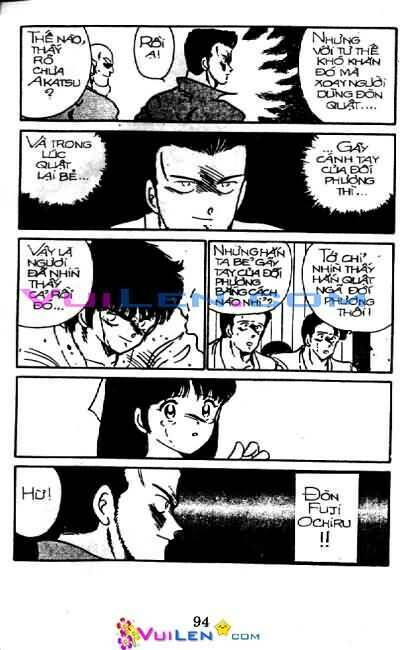 THẾ NÀO,
THẤY
RÕ
CHƯA
AKATSU
?
RỒI
Ạ!
NHƯNG
VỚI TƯ THẾ
KHÓ KHĂN
ĐÓ MÀ
XOAY NGƯỜI
DÙNG ĐÒN
QUẬT....
VÀ TRONG
LÚC
QUẬT
LẠI BẺ...
... GÃY
CÁNH TAY
CỦA ĐỐI
PHƯƠNG
THÌ...
VẬY LÀ
NGƯƠI
ĐÃ NHÌN
THẤY
RỒI
ĐÓ...
NHƯNG HẮN
TA BẺ GÃY
TAY CỦA ĐỐI
PHƯƠNG
BẰNG CÁCH
NÀO NHỈ?
TỚ CHỈ
NHÌN THẤY
HẮN QUẬT
NGÃ ĐỐI
PHƯƠNG
THÔI!
VUILEN.COM
HỪ!
ĐÒN
FUJI
OCHIRU
!!
94
VUILEN.COM